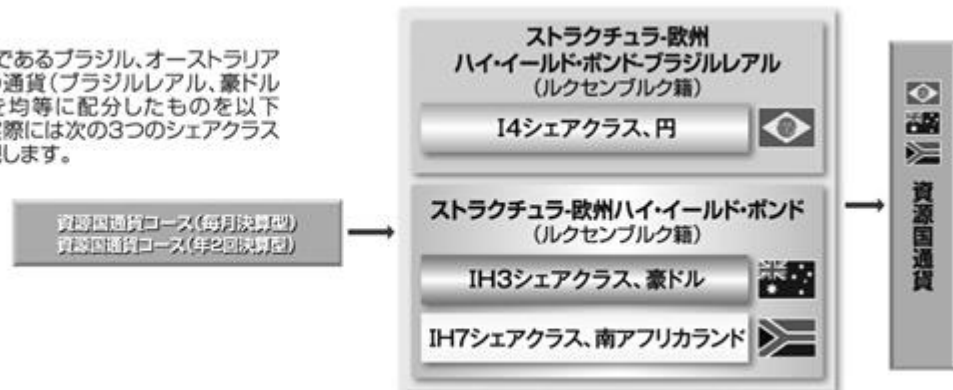 であるブラジル、オーストラリア
通貨(ブラジルレアル、豪ドル
を均等に配分したものを以下
際には次の3つのシェアクラス
します。
資源国通貨コース(毎月決算型)
資源国通貨コース(年2回決算型)
ストラクチュラ-欧州
ハイ・イールド・ボンド-ブラジルレアル
(ルクセンブルク籍)
I4シェアクラス、円
ストラクチュラ-欧州ハイ・イールド・ボンド
(ルクセンブルク籍)
IH3シェアクラス、豪ドル
IH7シェアクラス、南アフリカランド
資源国通貨